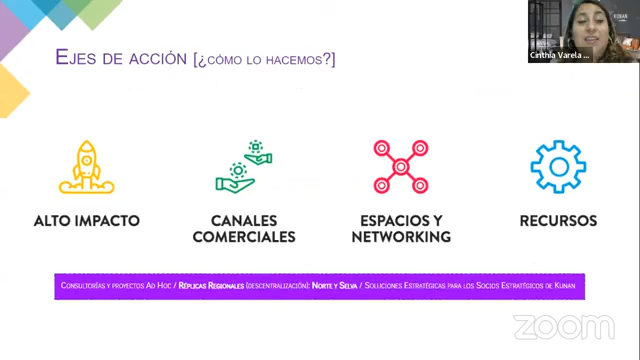 EJES DE ACCIÓN [¿CÓMO LO HACEMOS?]
KUNAN
Cinthia Varela ...
ALTO IMPACTO
CANALES
COMERCIALES
ESPACIOS Y
NETWORKING
RECURSOS
CONSULTORÍAS Y PROYECTOS AD HOC / RÉPLICAS REGIONALES (DESCENTRALIZACIÓN): NORTE Y SELVA / SOLUCIONES ESTRATÉGICAS PARA LOS SOCIOS ESTRATÉGICOS DE KUNAN
zoom